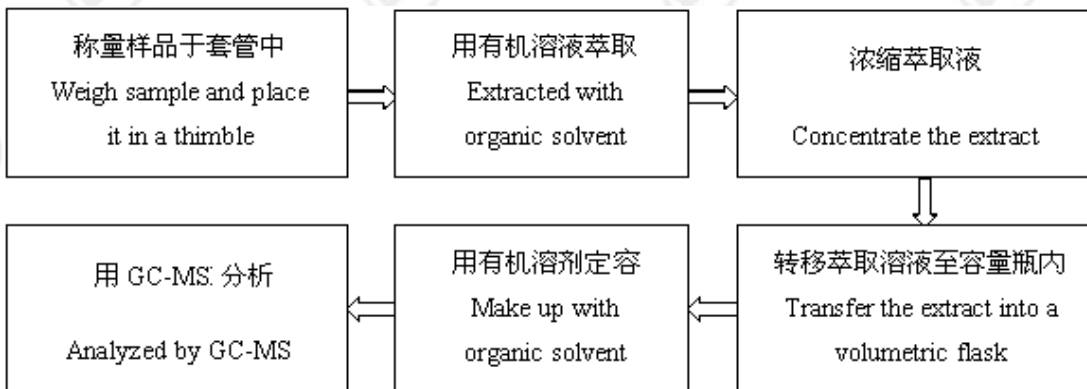 称量样品于套管中
Weigh sample and place
it in a thimble
用有机溶液萃取
Extracted with
organic solvent
浓缩萃取液
Concentrate the extract
转移萃取溶液至容量瓶内
Transfer the extract into a
volumetric flask
用有机溶剂定容
Make up with
organic solvent
用 GC-MS 分析
Analyzed by GC-MS